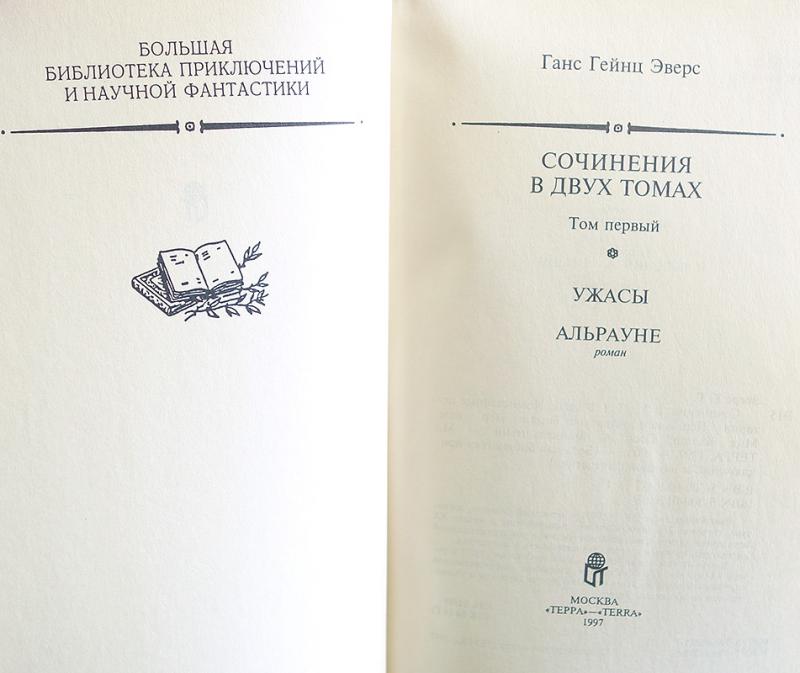 БОЛЬШАЯ
БИБЛИОТЕКА ПРИКЛЮЧЕНИЙ
И НАУЧНОЙ ФАНТАСТИКИ
Ганс Гейнц Эверс
СОЧИНЕНИЯ
В ДВУХ ТОМАХ
Том первый
УЖАСЫ
АЛЬРАУНЕ
роман
МОСКВА
«ТЕРРА»—«TERRA»
1997